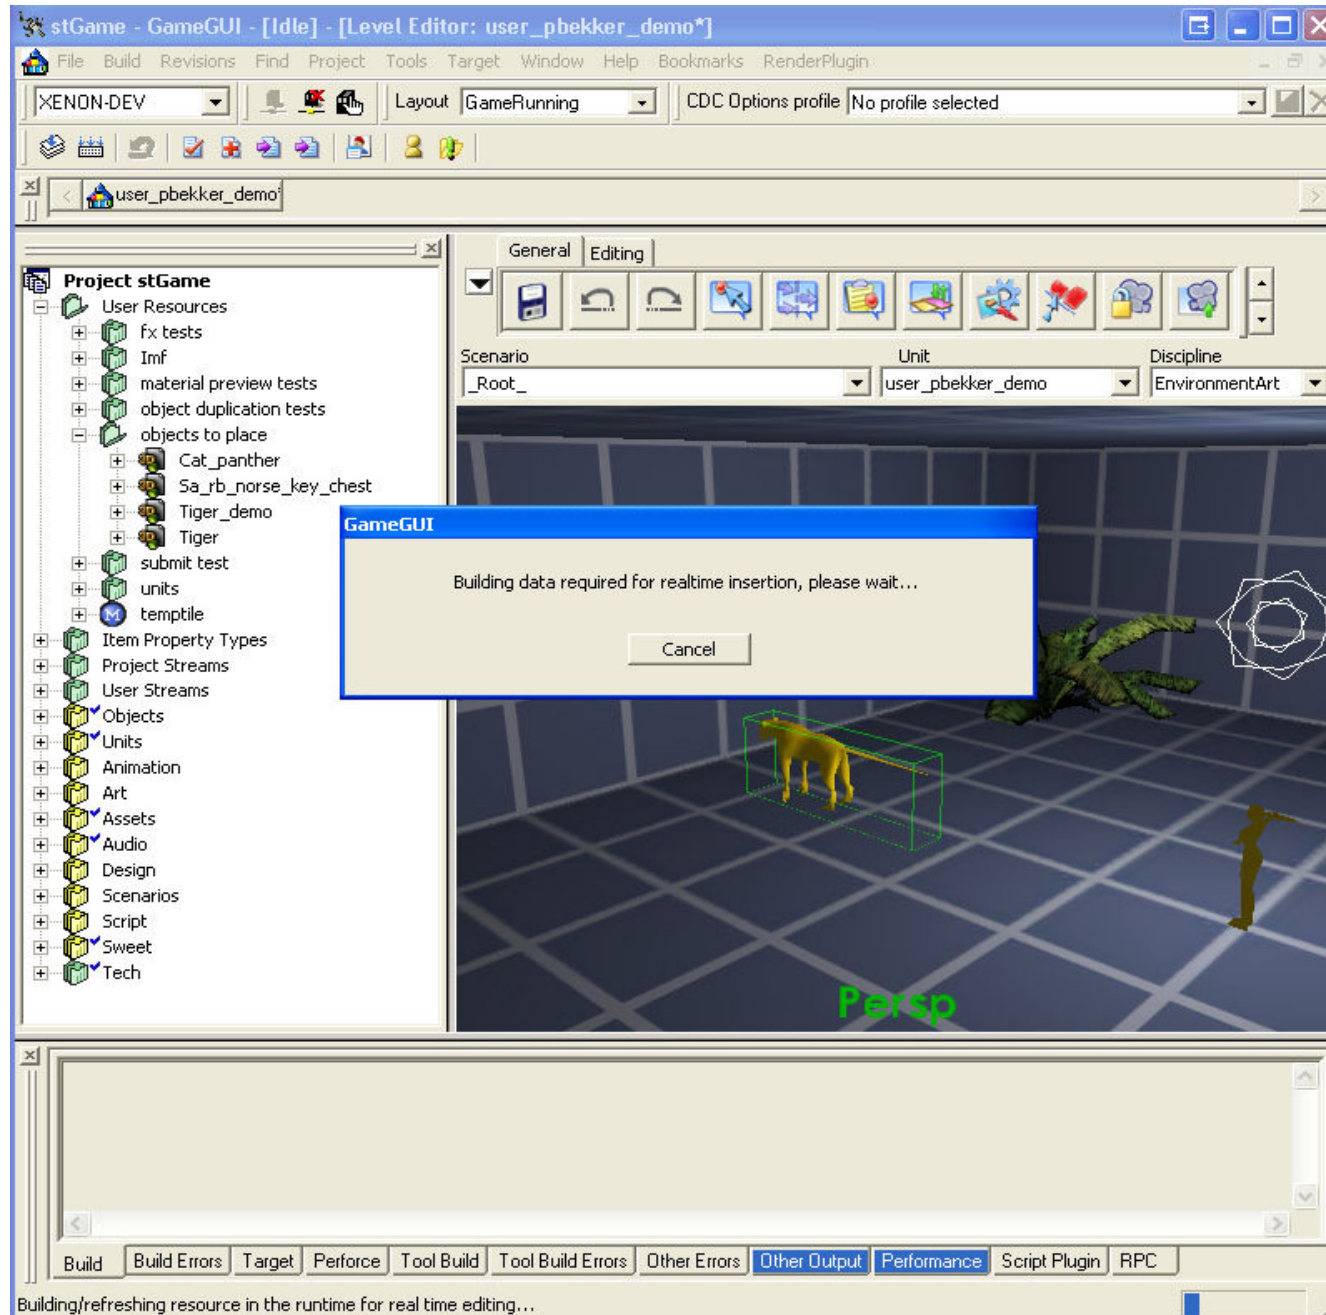 stGame - GameGUI - [Idle] - [Level Editor: user_pbekker_demo*]
File Build Revisions Find Project Tools Target Window Help Bookmarks RenderPlugin
XENON-DEV Layout GameRunning CDC Options profile No profile selected
user_pbekker_demo*
General Editing
Project stGame
User Resources
fx tests
Imf
material preview tests
object duplication tests
objects to place
Cat_panther
Sa_rb_norse_key_chest
Tiger_demo
Tiger
submit test
units
temptile
Item Property Types
Project Streams
User Streams
Objects
Units
Animation
Art
Assets
Audio
Design
Scenarios
Script
Sweet
Tech
Scenario Unit Discipline
_Root_ user_pbekker_demo EnvironmentArt
GameGUI
Building data required for realtime insertion, please wait...
Cancel
Persp
Build Build Errors Target Perforce Tool Build Tool Build Errors Other Errors Other Output Performance Script Plugin RPC
Building/refreshing resource in the runtime for real time editing...